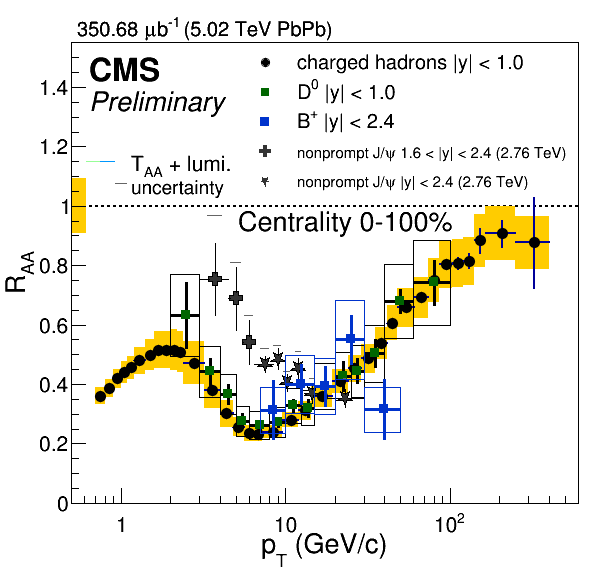 350.68 μb⁻¹ (5.02 TeV PbPb)
CMS
Preliminary
charged hadrons |y| < 1.0
D⁰ |y| < 1.0
B⁺ |y| < 2.4
nonprompt J/ψ 1.6 < |y| < 2.4 (2.76 TeV)
nonprompt J/ψ |y| < 2.4 (2.76 TeV)
T_AA + lumi.
uncertainty
Centrality 0-100%
R_AA
1.4
1.2
1
0.8
0.6
0.4
0.2
0
1
10
10²
p_T (GeV/c)